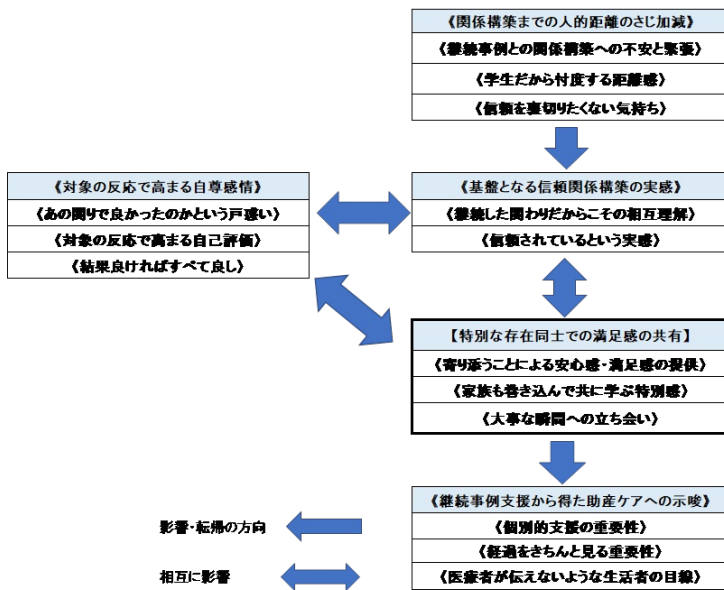 《関係構築までの人的距離のさじ加減》
《継続事例との関係構築への不安と緊張》
《学生だから忖度する距離感》
《信頼を裏切りたくない気持ち》
《対象の反応で高まる自尊感情》
《あの関りで良かったのかという戸惑い》
《対象の反応で高まる自己評価》
《結果良ければすべて良し》
《基盤となる信頼関係構築の実感》
《継続した関わりだからこその相互理解》
《信頼されているという実感》
【特別な存在同士での満足感の共有】
《寄り添うことによる安心感・満足感の提供》
《家族も巻き込んで共に学ぶ特別感》
《大事な瞬間への立ち会い》
《継続事例支援から得た助産ケアへの示唆》
《個別的支援の重要性》
《経過をきちんと見る重要性》
《医療者が伝えないような生活者の目線》
影響・転帰の方向
相互に影響